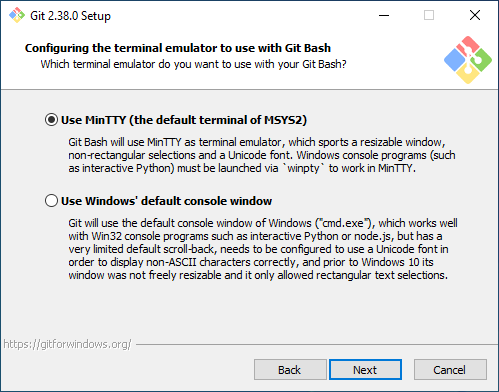 Git 2.38.0 Setup
Configuring the terminal emulator to use with Git Bash
Which terminal emulator do you want to use with your Git Bash?
Use MinTTY (the default terminal of MSYS2)
Git Bash will use MinTTY as terminal emulator, which sports a resizable window,
non-rectangular selections and a Unicode font. Windows console programs (such
as interactive Python) must be launched via `winpty` to work in MinTTY.
Use Windows' default console window
Git will use the default console window of Windows ("cmd.exe"), which works well
with Win32 console programs such as interactive Python or node.js, but has a
very limited default scroll-back, needs to be configured to use a Unicode font in
order to display non-ASCII characters correctly, and prior to Windows 10 its
window was not freely resizable and it only allowed rectangular text selections.
https://gitforwindows.org/
Back Next Cancel